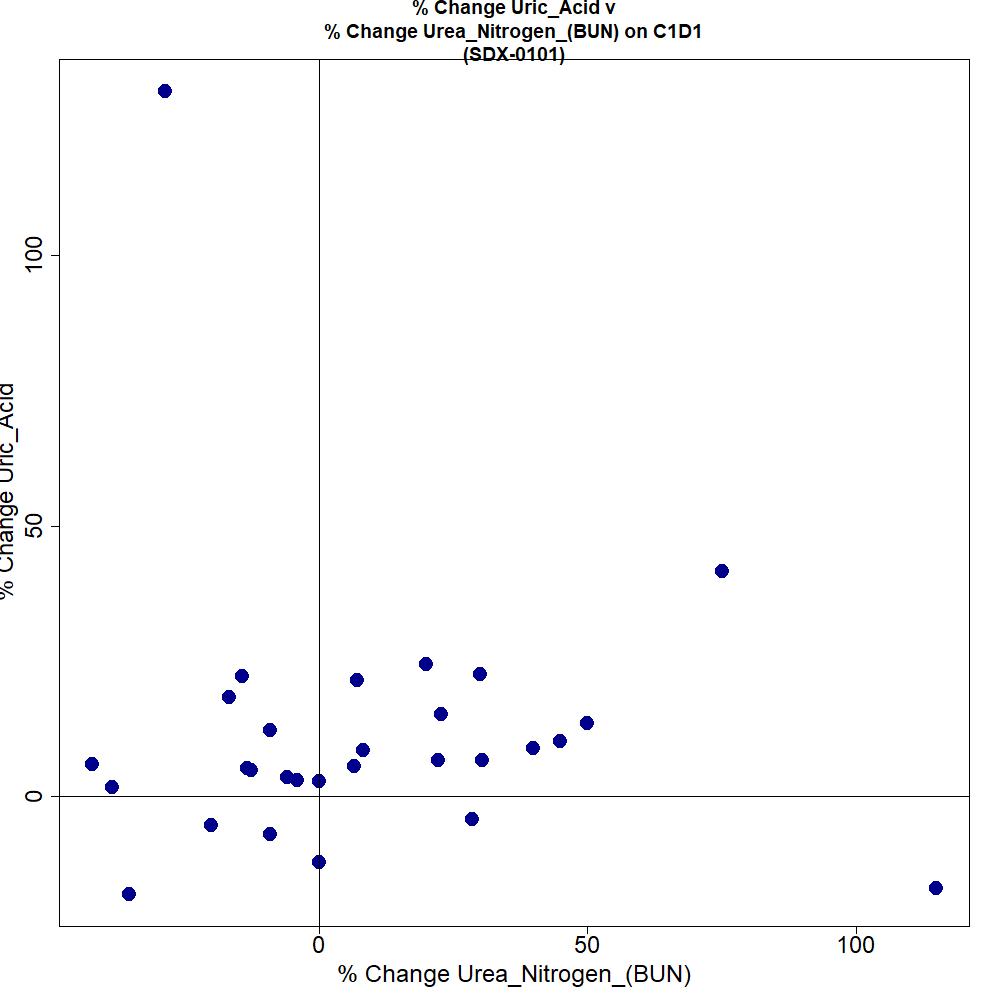 % Change Uric_Acid v
% Change Urea_Nitrogen_(BUN) on C1D1
(SDX-0101)
% Change Uric_Acid
100
50
0
0
50
100
% Change Urea_Nitrogen_(BUN)